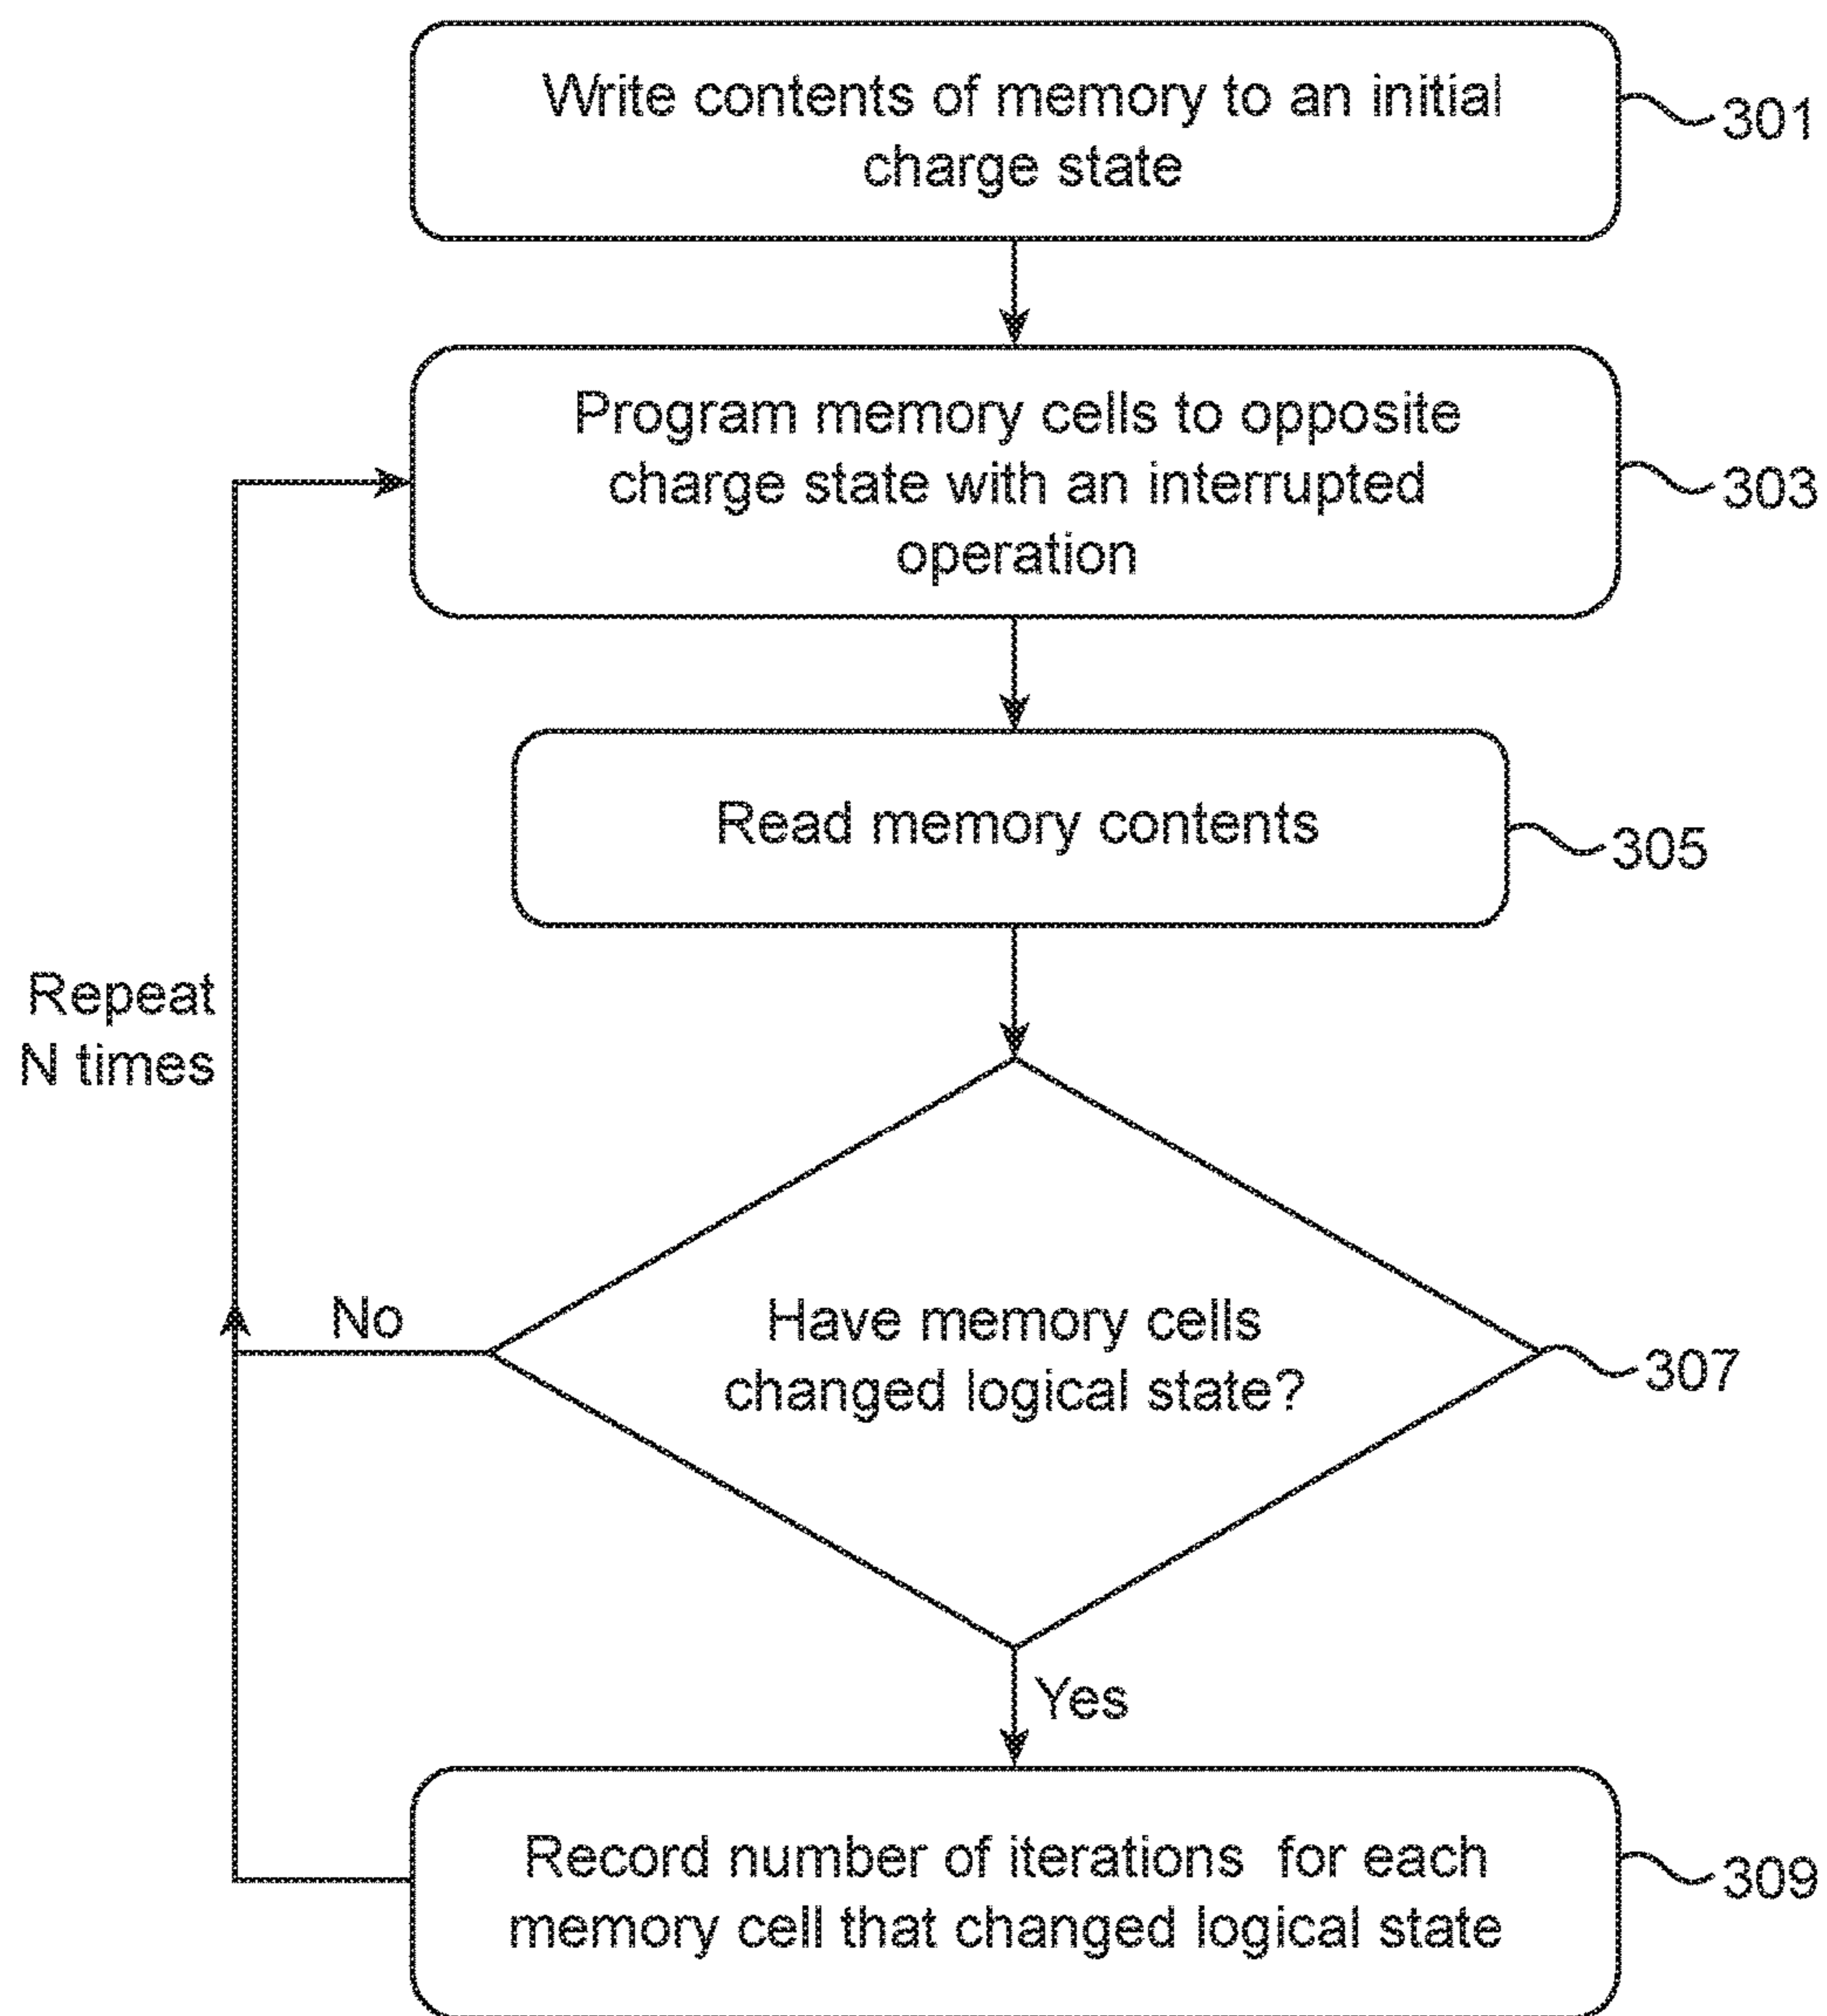 Write contents of memory to an initial
charge state
301
Program memory cells to opposite
charge state with an interrupted
operation
303
Read memory contents
305
Repeat
N times
No
Have memory cells
changed logical state?
307
Yes
Record number of iterations for each
memory cell that changed logical state
309